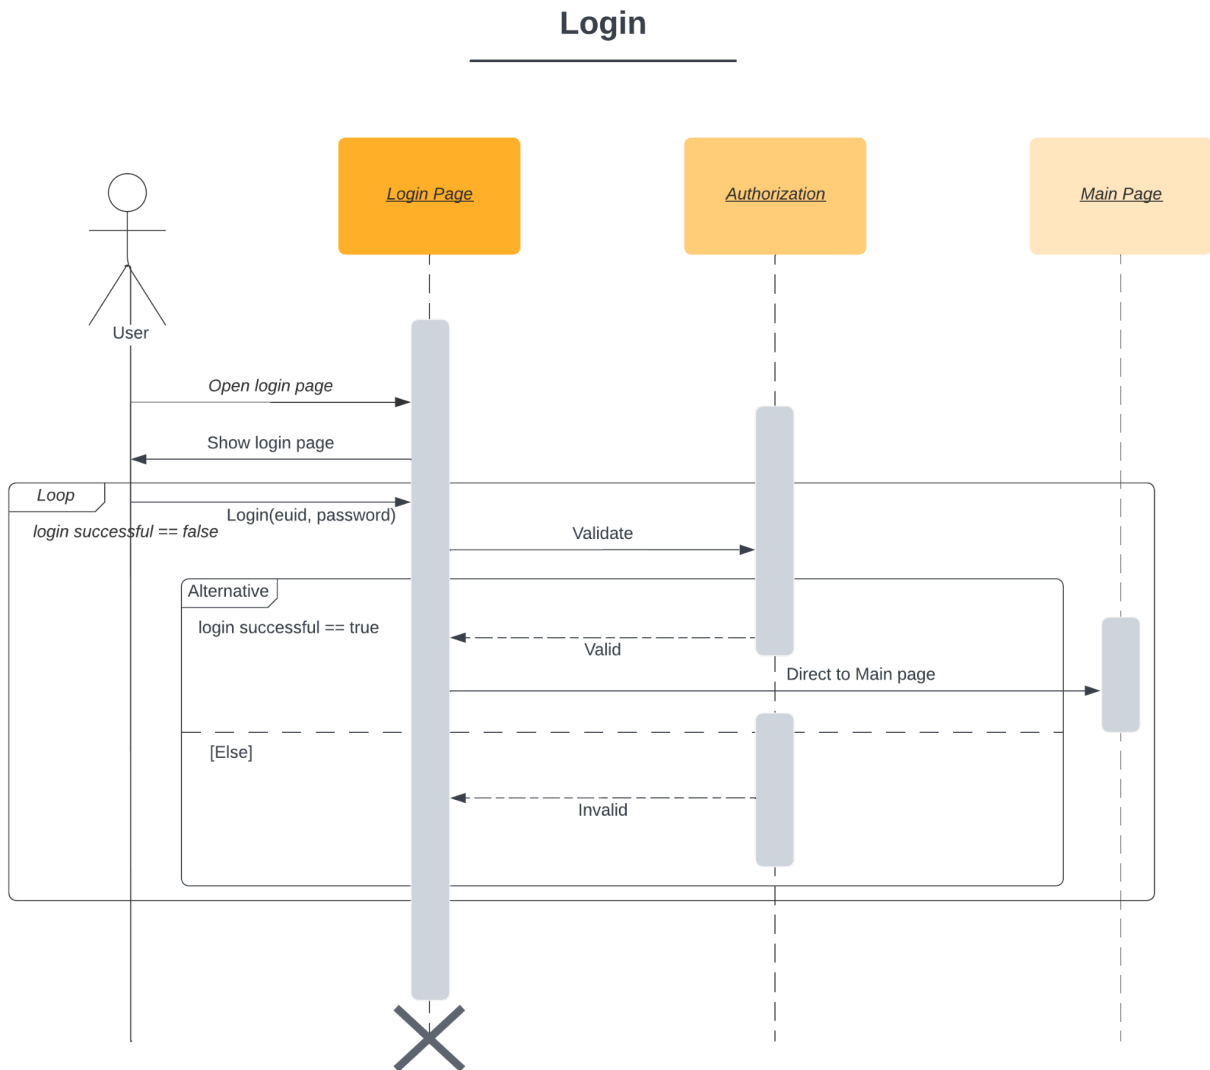 Login
Login Page
Authorization
Main Page
User
Open login page
Show login page
Loop
Login(euid, password)
login successful == false
Validate
Alternative
login successful == true
Valid
Direct to Main page
[Else]
Invalid